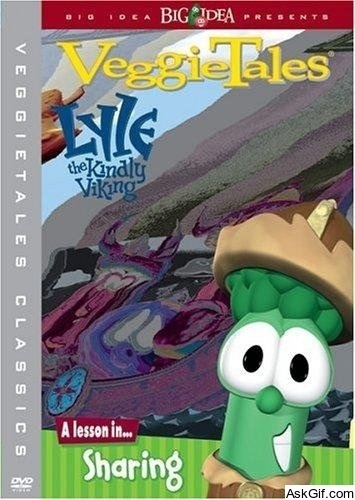 BIG IDEA BIG IDEA PRESENTS
VeggieTales®
LYLE
the Kindly
Viking
VEGGIETALES CLASSICS
A lesson in...
Sharing
DVD
VIDEO
AskGif.com